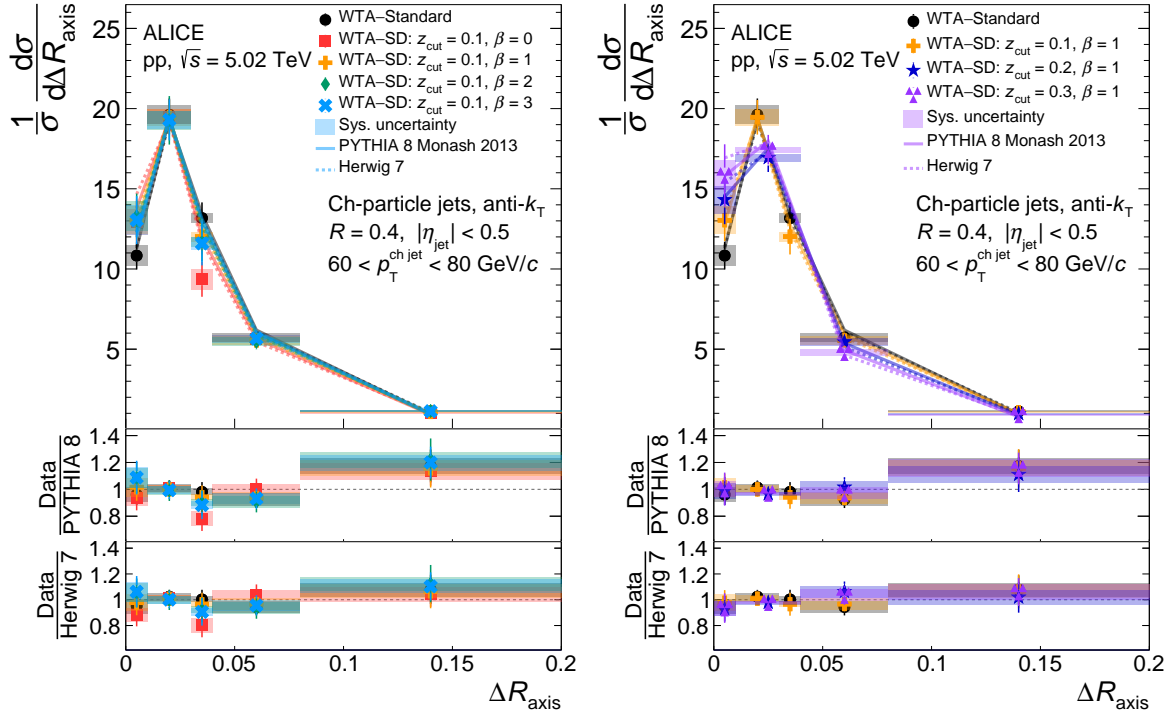 1/σ dσ/dΔR_axis
ALICE
pp, √s = 5.02 TeV
WTA–Standard
WTA–SD: z_cut = 0.1, β = 0
WTA–SD: z_cut = 0.1, β = 1
WTA–SD: z_cut = 0.1, β = 2
WTA–SD: z_cut = 0.1, β = 3
Sys. uncertainty
PYTHIA 8 Monash 2013
Herwig 7
Ch-particle jets, anti-k_T
R = 0.4, |η_jet| < 0.5
60 < p_T^ch jet < 80 GeV/c
25
20
15
10
5
Data/PYTHIA 8
1.4
1.2
1
0.8
Data/Herwig 7
1.4
1.2
1
0.8
0 0.05 0.1 0.15 0.2
ΔR_axis
1/σ dσ/dΔR_axis
ALICE
pp, √s = 5.02 TeV
WTA–Standard
WTA–SD: z_cut = 0.1, β = 1
WTA–SD: z_cut = 0.2, β = 1
WTA–SD: z_cut = 0.3, β = 1
Sys. uncertainty
PYTHIA 8 Monash 2013
Herwig 7
Ch-particle jets, anti-k_T
R = 0.4, |η_jet| < 0.5
60 < p_T^ch jet < 80 GeV/c
25
20
15
10
5
Data/PYTHIA 8
1.4
1.2
1
0.8
Data/Herwig 7
1.4
1.2
1
0.8
0 0.05 0.1 0.15 0.2
ΔR_axis